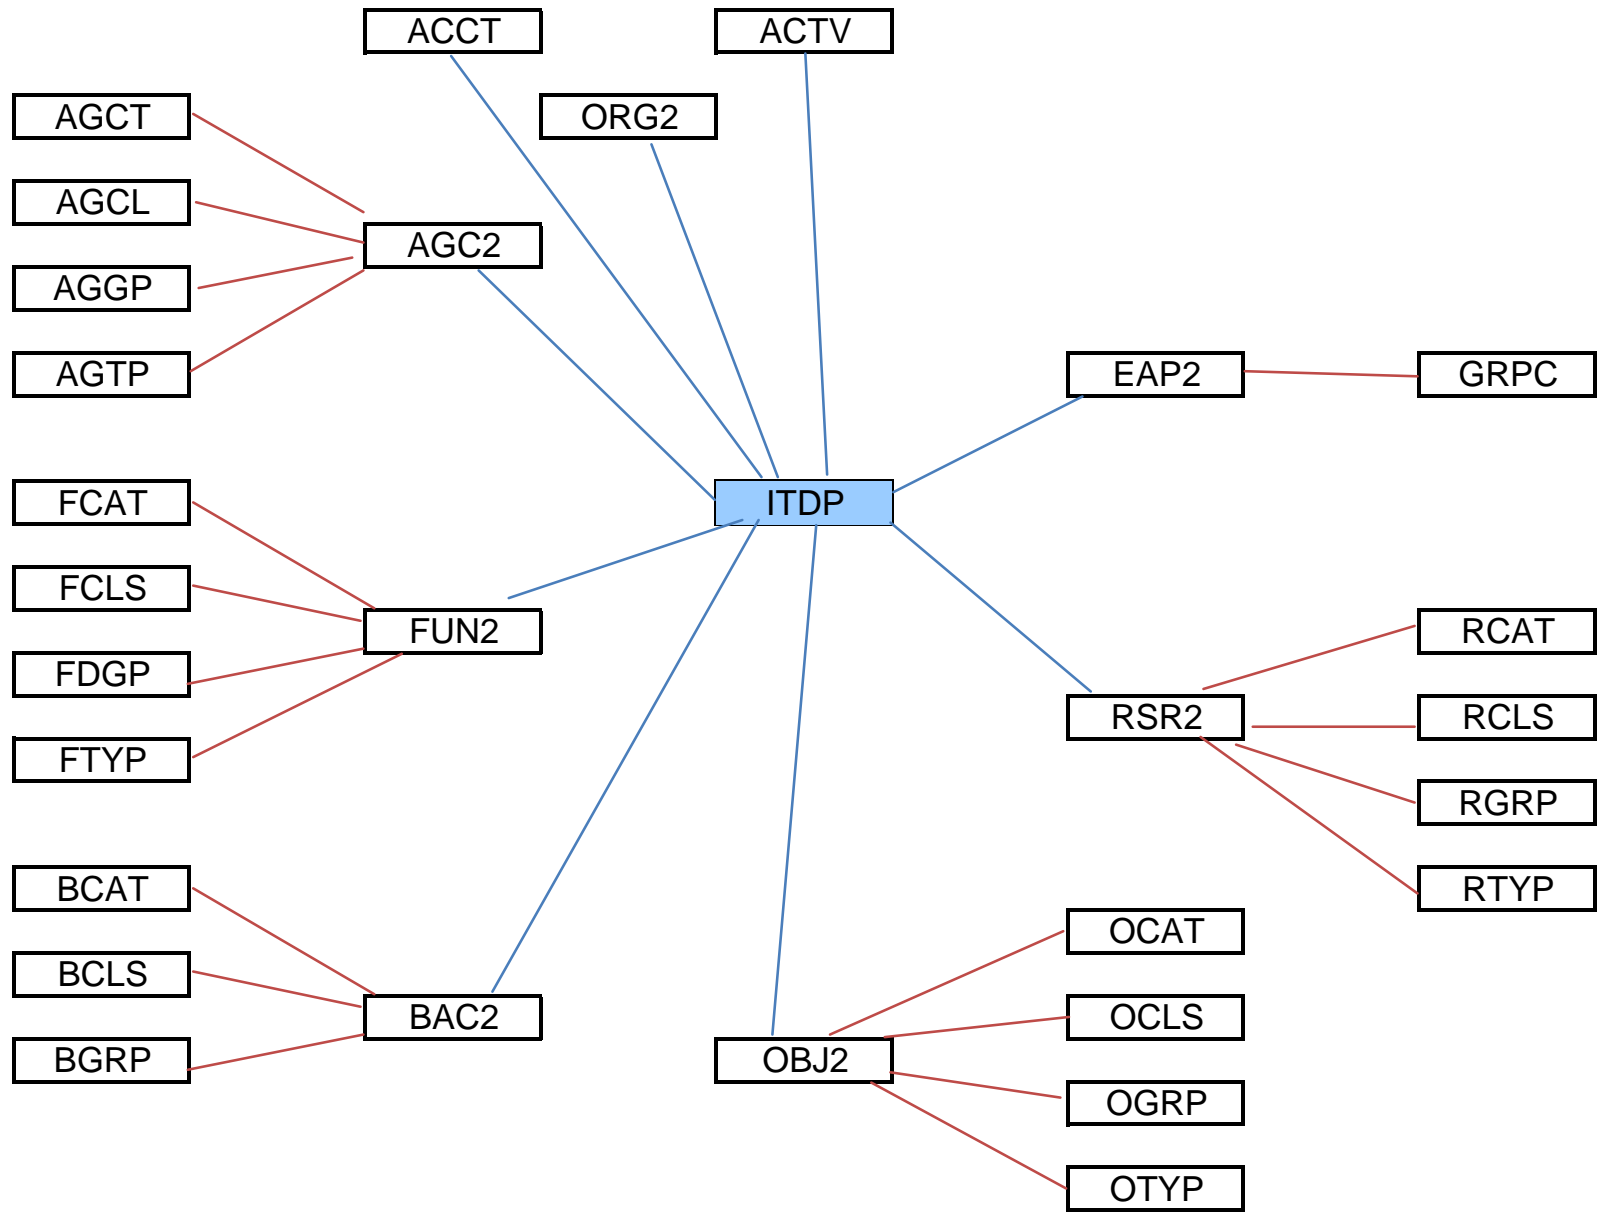 ACCT
ACTV
AGCT
ORG2
AGCL
AGC2
AGGP
AGTP
EAP2
GRPC
FCAT
ITDP
FCLS
FUN2
RCAT
FDGP
RSR2
RCLS
FTYP
RGRP
BCAT
RTYP
OCAT
BCLS
BAC2
OCLS
BGRP
OBJ2
OGRP
OTYP